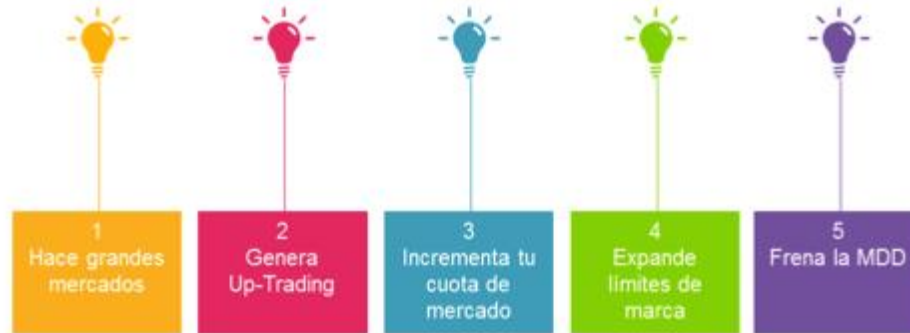 1
Hace grandes
mercados
2
Genera
Up-Trading
3
Incrementa tu
cuota de
mercado
4
Expande
límites de
marca
5
Frena la MDD